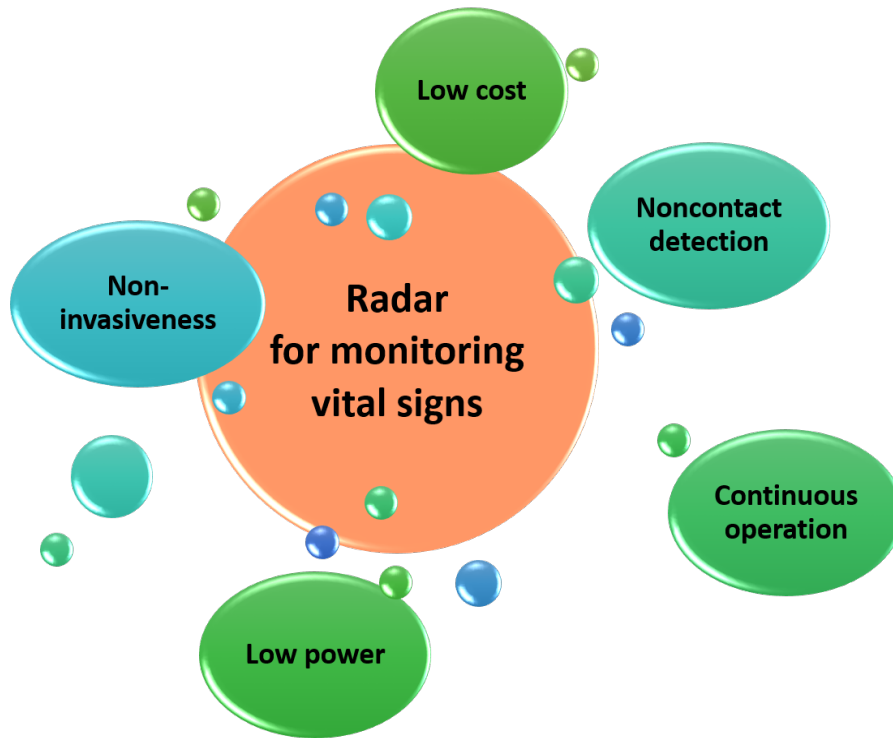 Low cost
Noncontact
detection
Non-
invasiveness
Radar
for monitoring
vital signs
Continuous
operation
Low power